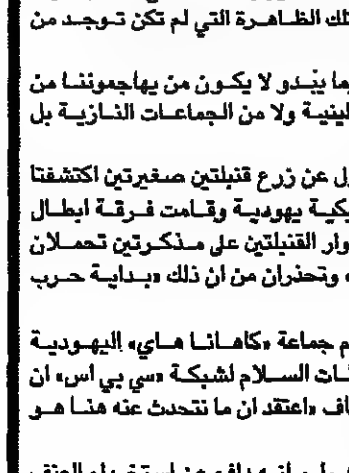 تلك الظاهرة التي لم تكن توجد من
يما يبدو لا يكون من يهاجموننا من
طينية ولا من الجماعات النازية بل
ل عن زرع قنبلتين صغيرتين اكتشفتا
يكية يهودية وقامت فرقة ابطال
وار القنبلتين على مذكرتين تحملان
وتحذران من ان ذلك «بداية حرب
م جماعة «كاهانا هاي» اليهودية
ات السلام لشبكة «سي بي اس» ان
اف «اعتقد ان ما نتحدث عنه هنا هو